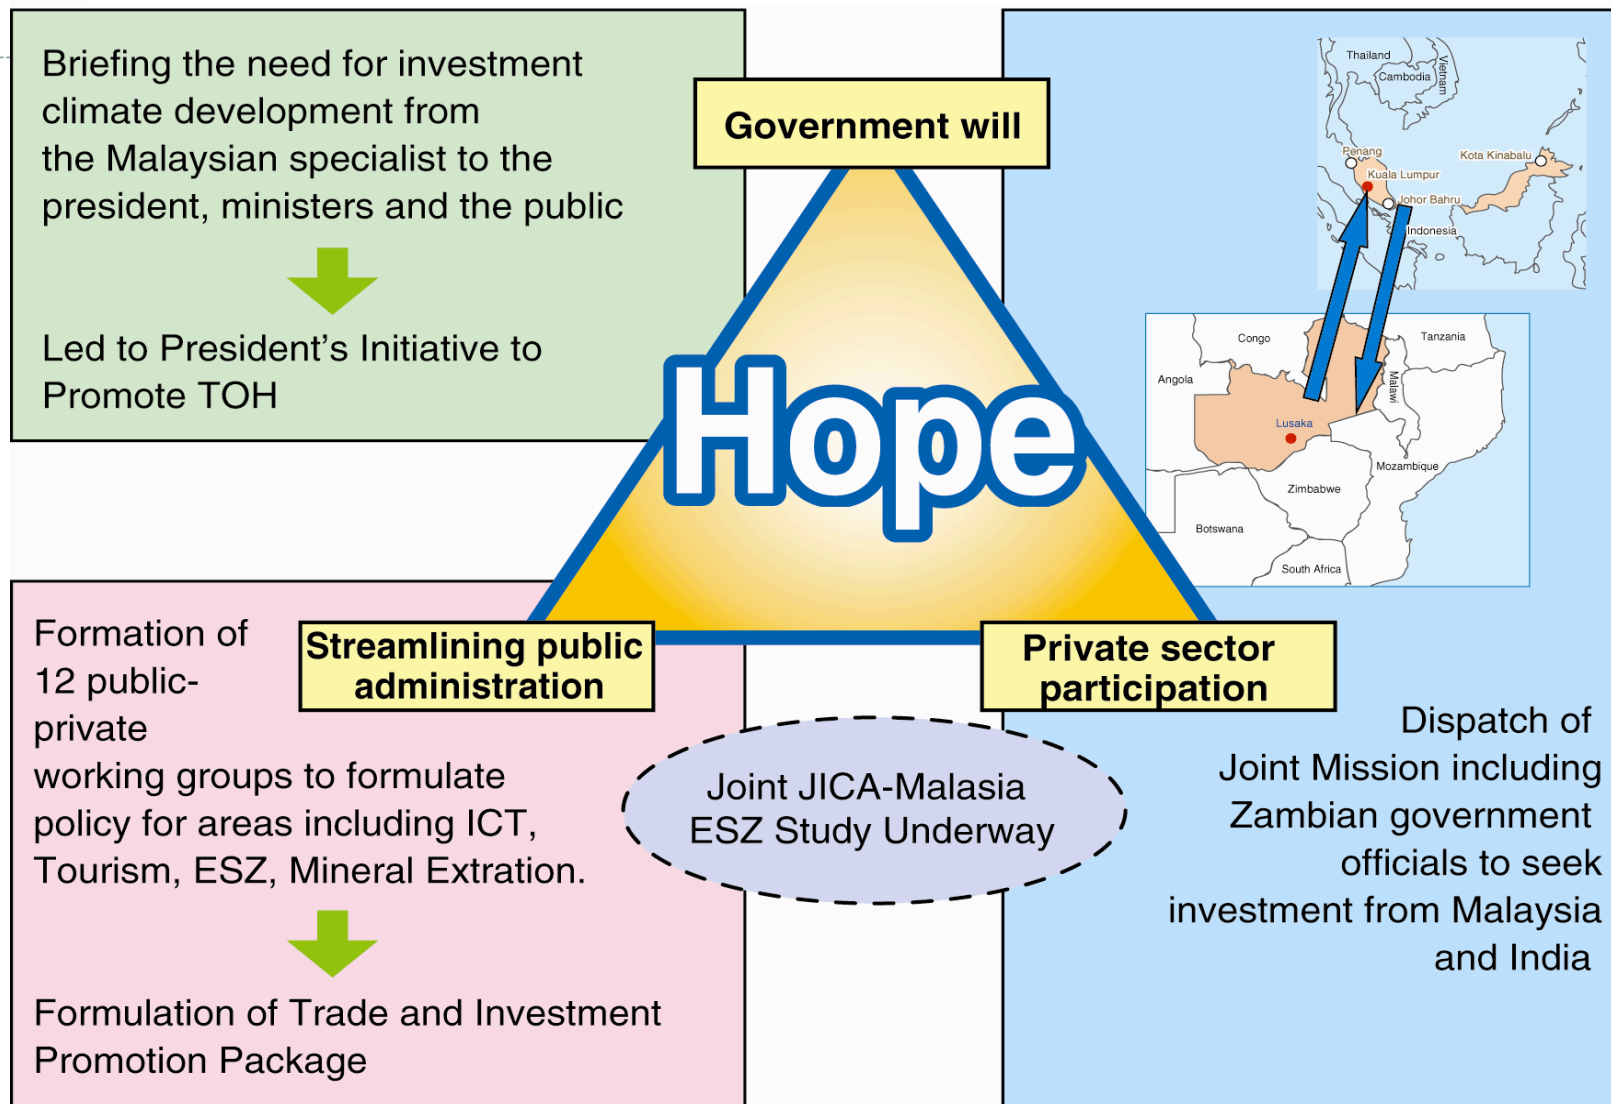 Briefing the need for investment
climate development from
the Malaysian specialist to the
president, ministers and the public
Led to President’s Initiative to
Promote TOH
Government will
Hope
Thailand
Cambodia
Vietnam
Penang
Kuala Lumpur
Johor Bahru
Kota Kinabalu
Indonesia
Congo
Tanzania
Angola
Malawi
Lusaka
Mozambique
Zimbabwe
Botswana
South Africa
Streamlining public
administration
Private sector
participation
Formation of
12 public-
private
working groups to formulate
policy for areas including ICT,
Tourism, ESZ, Mineral Extration.
Formulation of Trade and Investment
Promotion Package
Joint JICA-Malasia
ESZ Study Underway
Dispatch of
Joint Mission including
Zambian government
officials to seek
investment from Malaysia
and India